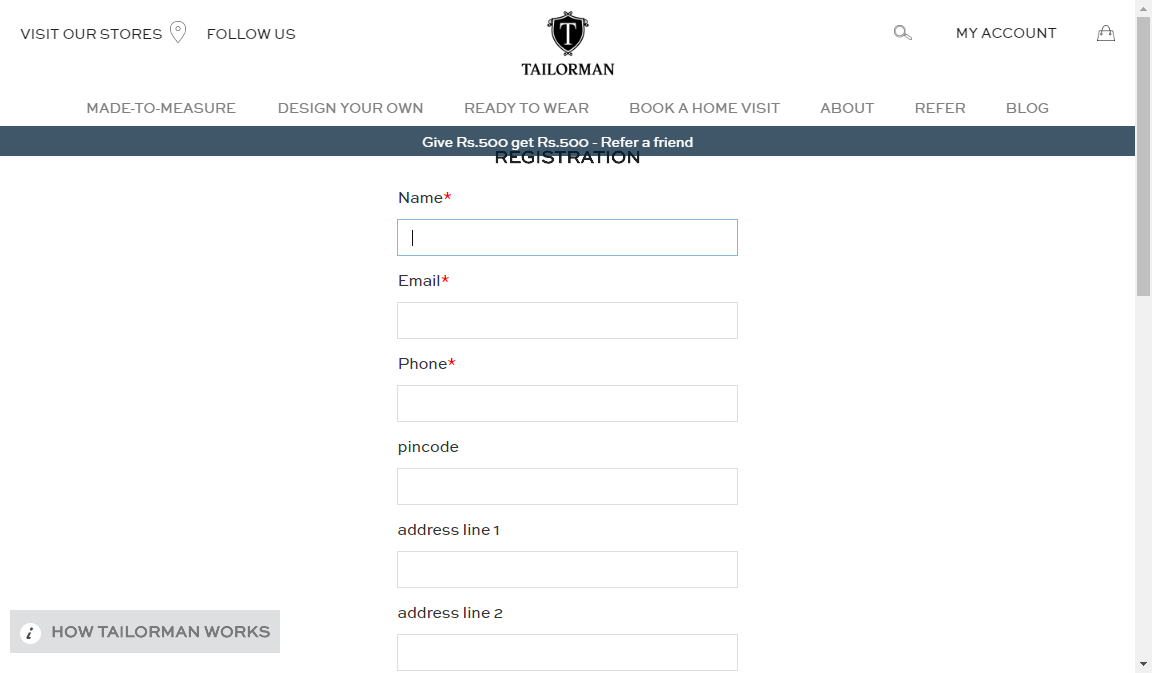 VISIT OUR STORES
FOLLOW US
T
TAILORMAN
MY ACCOUNT
MADE-TO-MEASURE
DESIGN YOUR OWN
READY TO WEAR
BOOK A HOME VISIT
ABOUT
REFER
BLOG
Give Rs.500 get Rs.500 - Refer a friend
REGISTRATION
Name*
Email*
Phone*
pincode
address line 1
address line 2
i HOW TAILORMAN WORKS